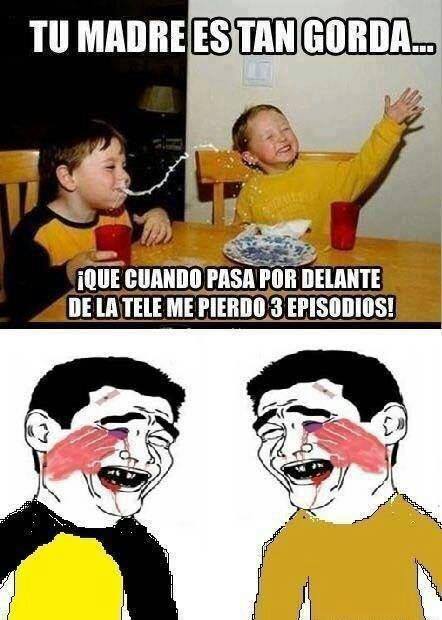 TU MADRE ES TAN GORDA...
¡QUE CUANDO PASA POR DELANTE
DE LA TELE ME PIERDO 3 EPISODIOS!